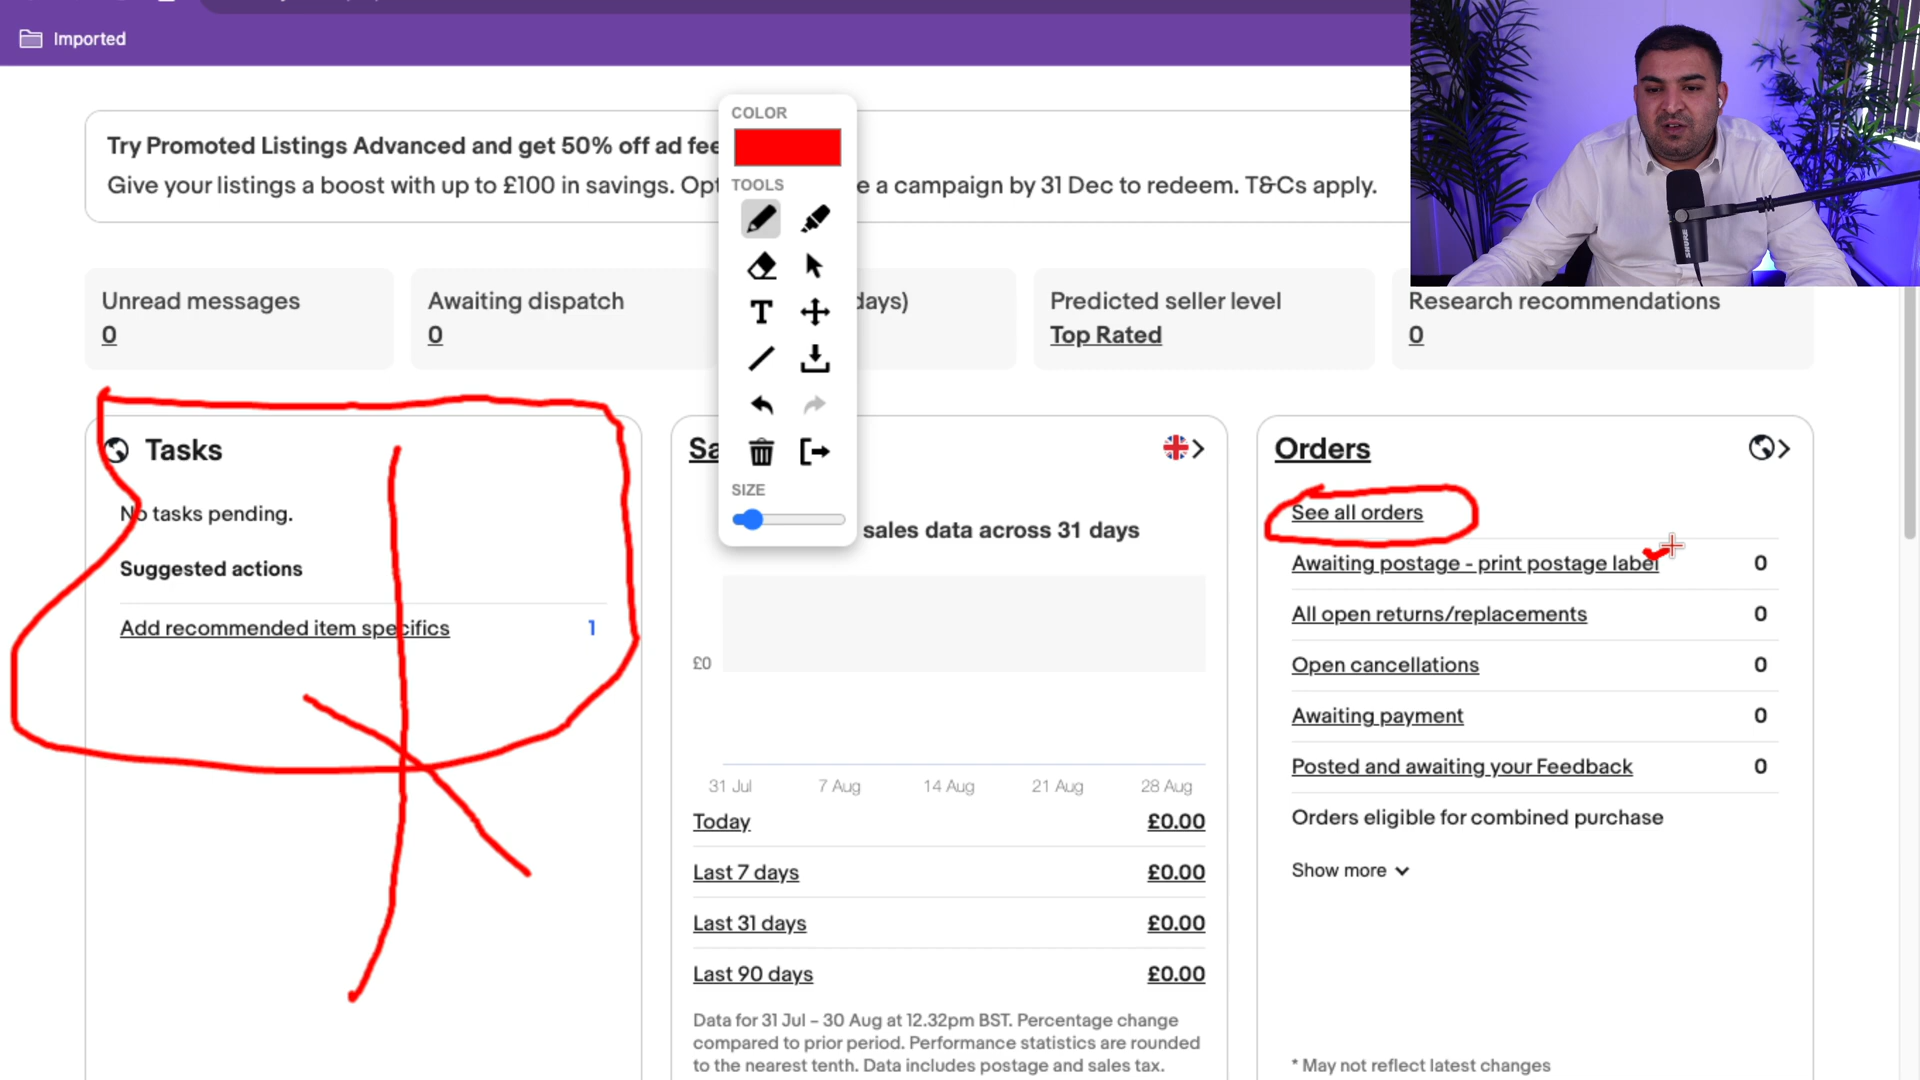 Imported
Try Promoted Listings Advanced and get 50% off ad fee
Give your listings a boost with up to £100 in savings. Opt e a campaign by 31 Dec to redeem. T&Cs apply.
COLOR
TOOLS
SIZE
Unread messages
0
Awaiting dispatch
0
days)
Predicted seller level
Top Rated
Research recommendations
0
Tasks
No tasks pending.
Suggested actions
Add recommended item specifics 1
Sa
sales data across 31 days
£0
31 Jul 7 Aug 14 Aug 21 Aug 28 Aug
Today £0.00
Last 7 days £0.00
Last 31 days £0.00
Last 90 days £0.00
Data for 31 Jul – 30 Aug at 12.32pm BST. Percentage change
compared to prior period. Performance statistics are rounded
to the nearest tenth. Data includes postage and sales tax.
Orders
See all orders
Awaiting postage - print postage label 0
All open returns/replacements 0
Open cancellations 0
Awaiting payment 0
Posted and awaiting your Feedback 0
Orders eligible for combined purchase
Show more
* May not reflect latest changes
SHURE